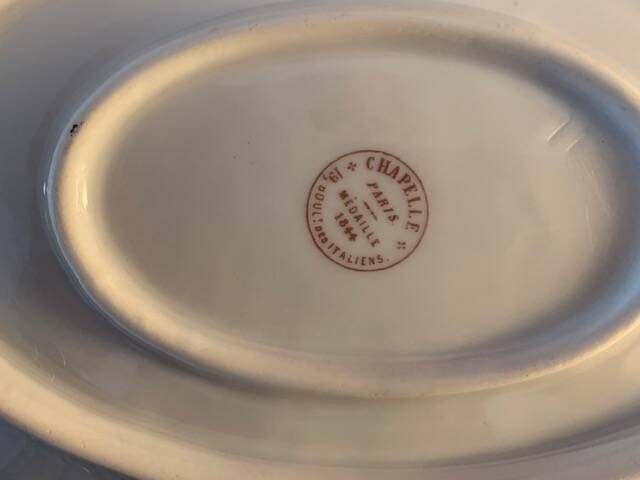 CHAPELLE
PARIS
MÉDAILLE
1844
19, BOUL.T DES ITALIENS.